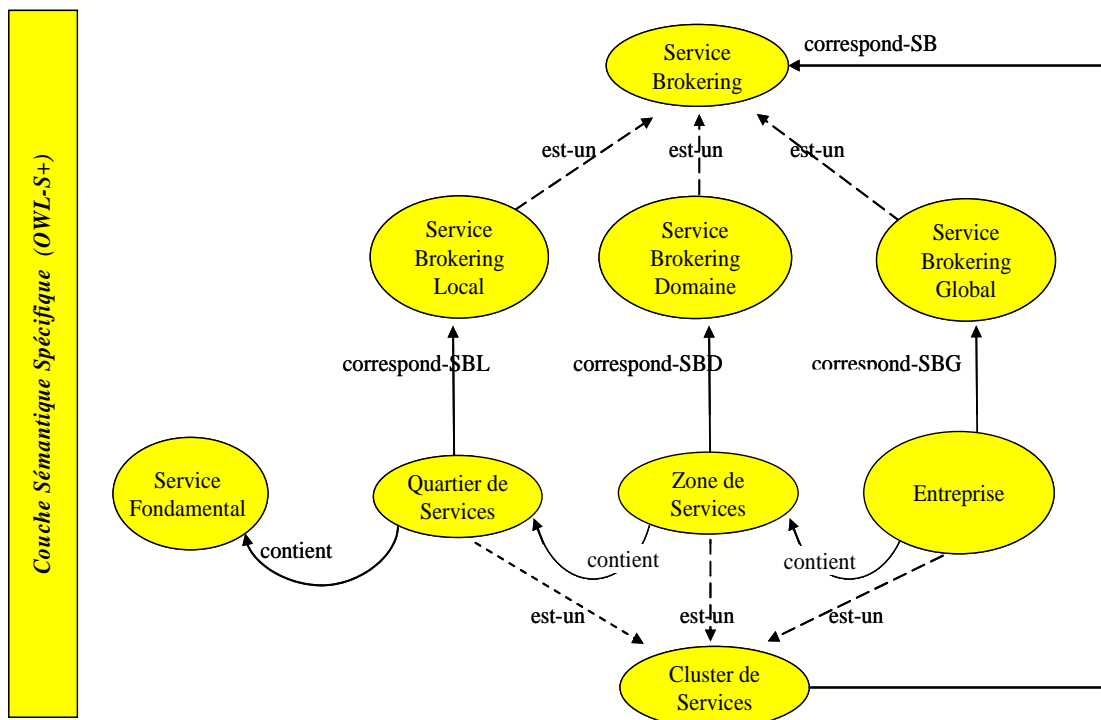 Couche Sémantique Spécifique (OWL-S+)
correspond-SB
Service
Brokering
est-un
est-un
est-un
Service
Brokering
Local
Service
Brokering
Domaine
Service
Brokering
Global
correspond-SBL
correspond-SBD
correspond-SBG
Service
Fondamental
Quartier de
Services
Zone de
Services
Entreprise
contient
contient
contient
est-un
est-un
est-un
Cluster de
Services